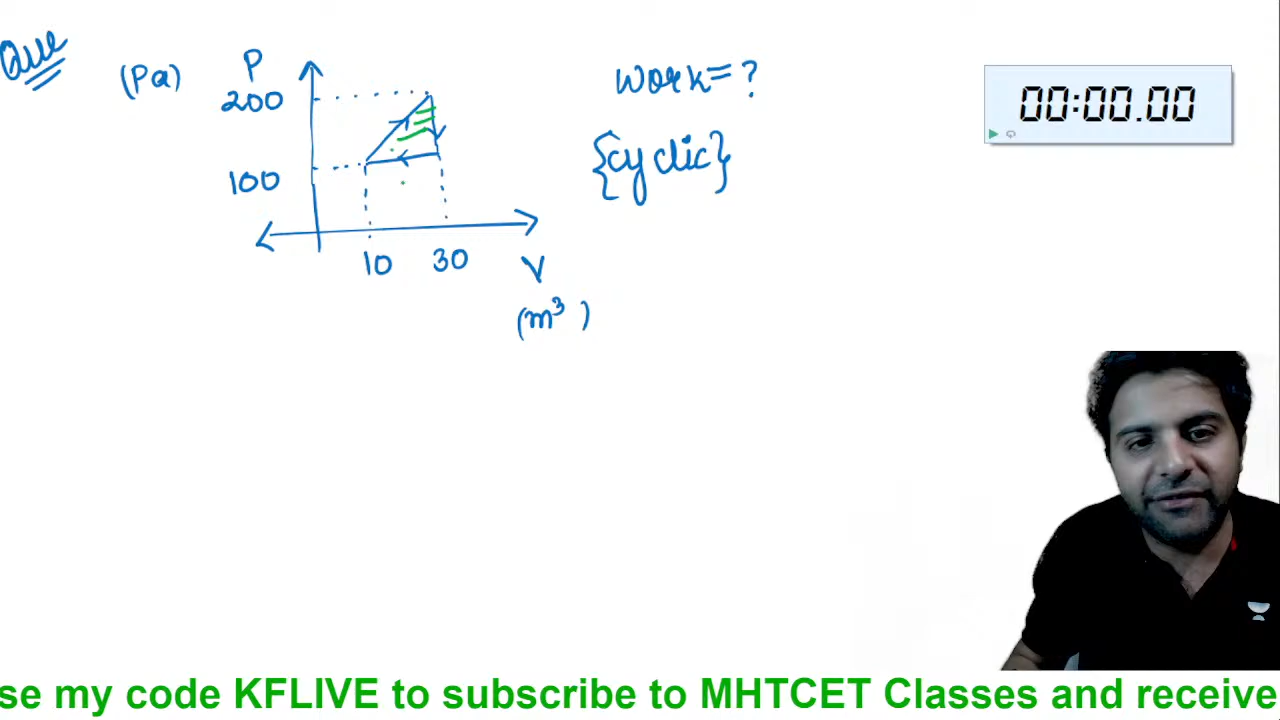 Que
P
(Pa)
200
100
10
30
V
(m³)
Work = ?
{cyclic}
00:00.00
se my code KFLIVE to subscribe to MHTCET Classes and receive